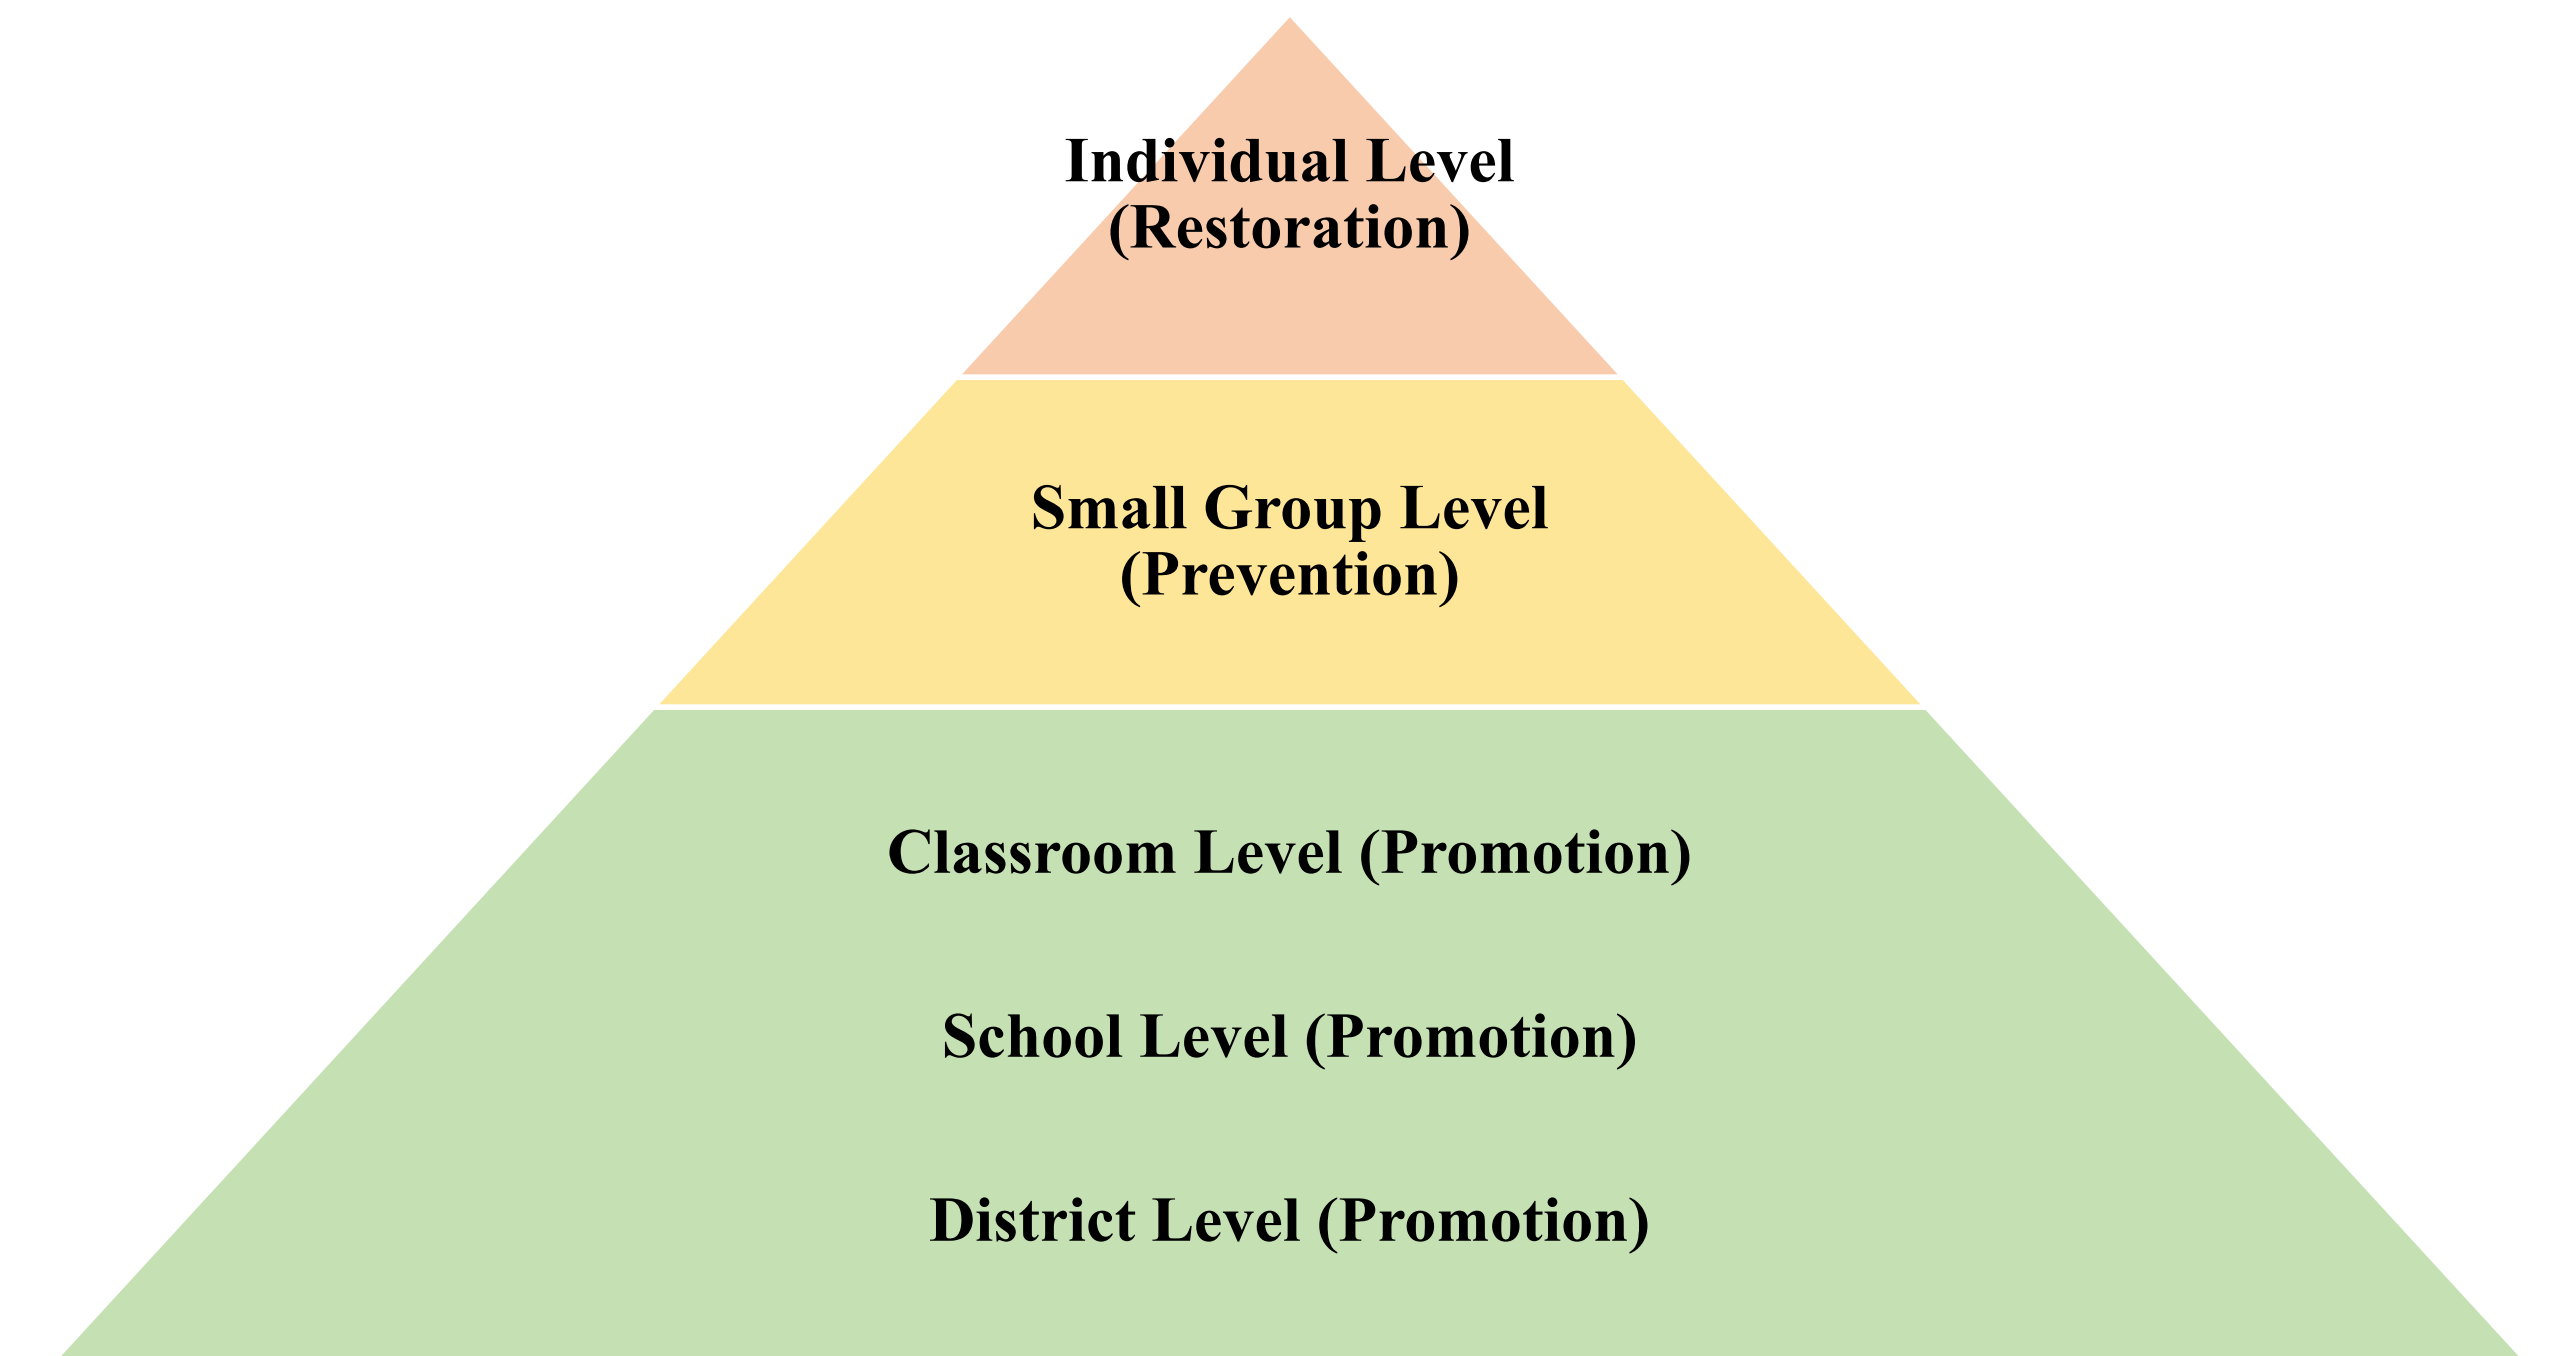 Individual Level
(Restoration)
Small Group Level
(Prevention)
Classroom Level (Promotion)
School Level (Promotion)
District Level (Promotion)